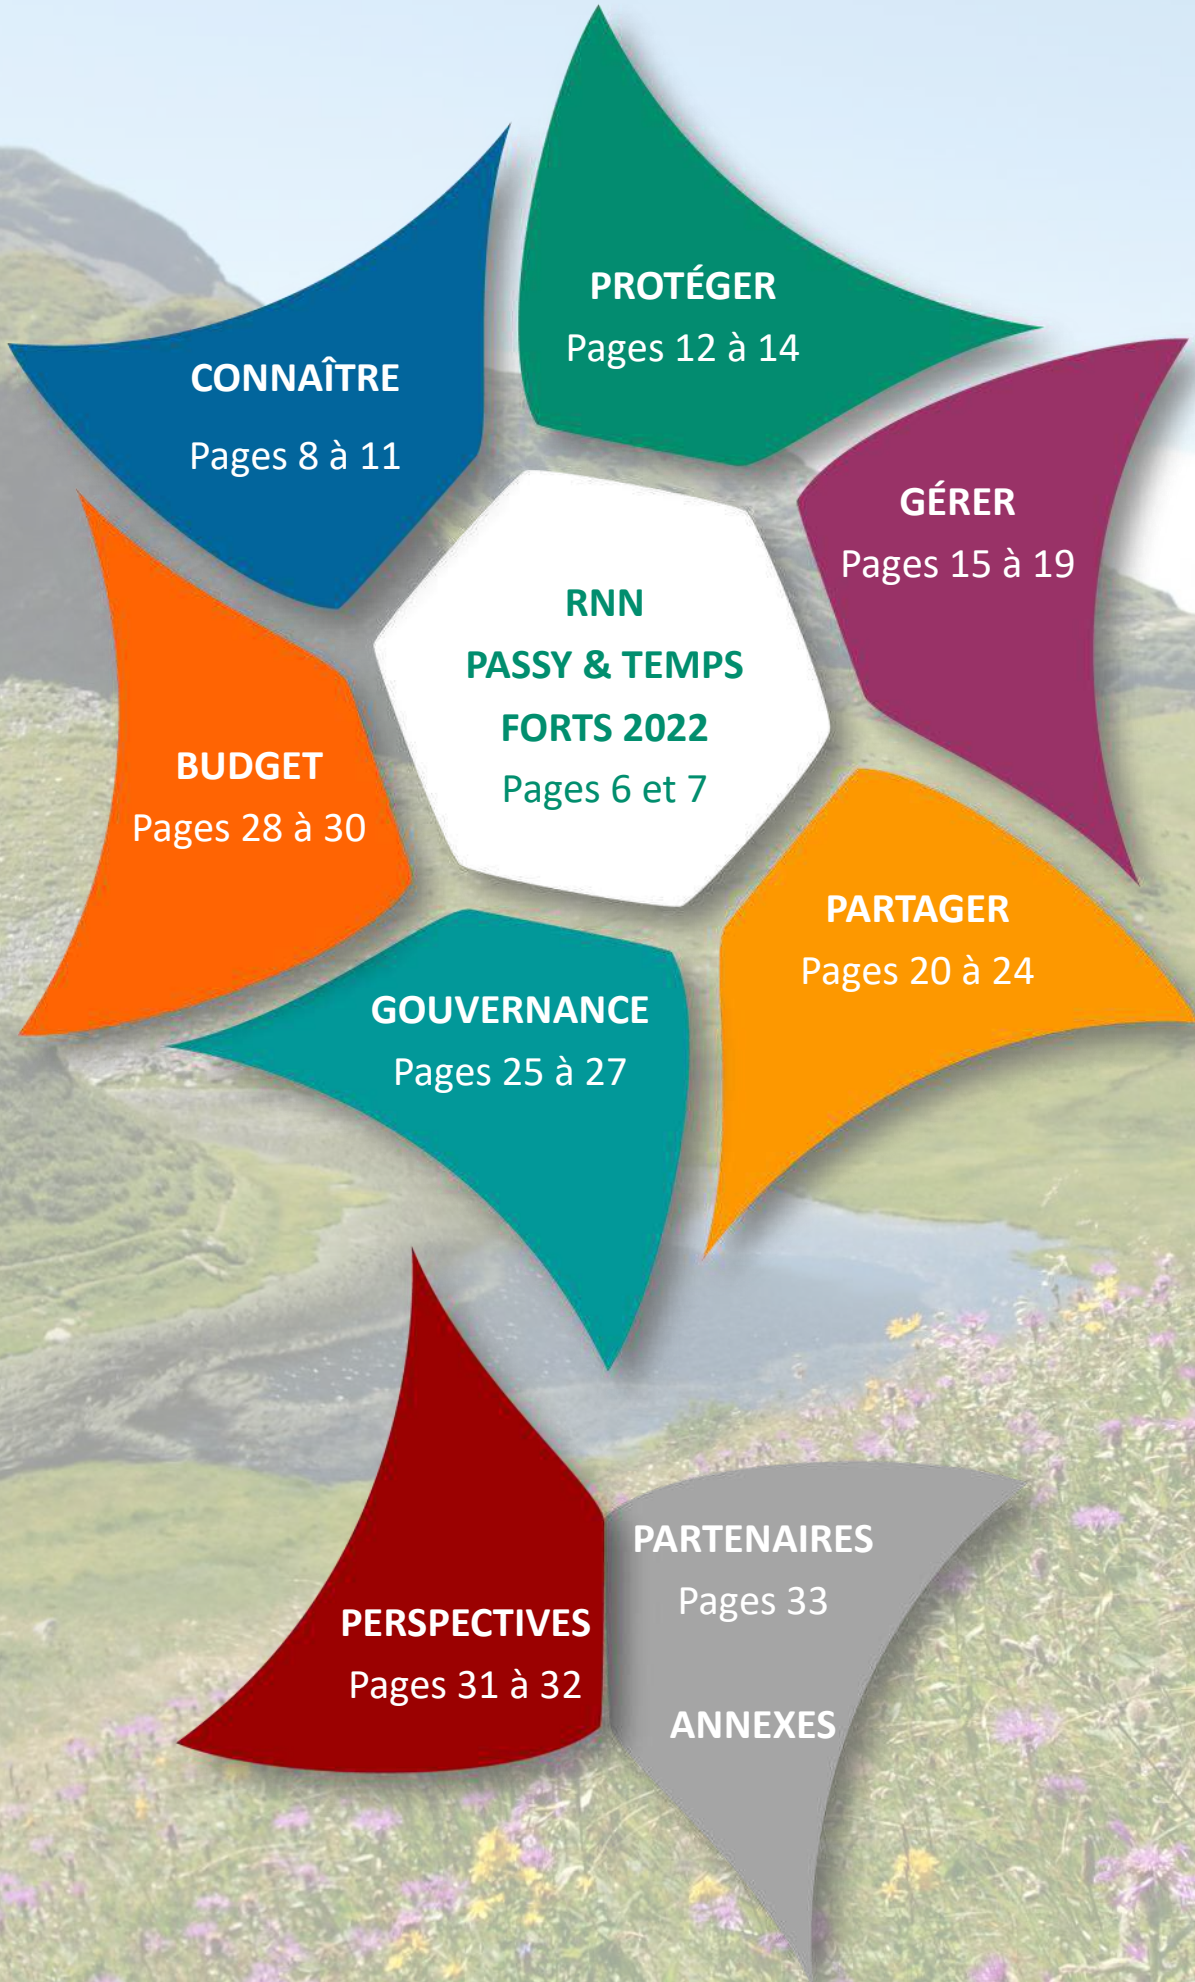 RNN
PASSY & TEMPS
FORTS 2022
Pages 6 et 7
CONNAÎTRE
Pages 8 à 11
PROTÉGER
Pages 12 à 14
GÉRER
Pages 15 à 19
PARTAGER
Pages 20 à 24
GOUVERNANCE
Pages 25 à 27
BUDGET
Pages 28 à 30
PERSPECTIVES
Pages 31 à 32
PARTENAIRES
Pages 33
ANNEXES